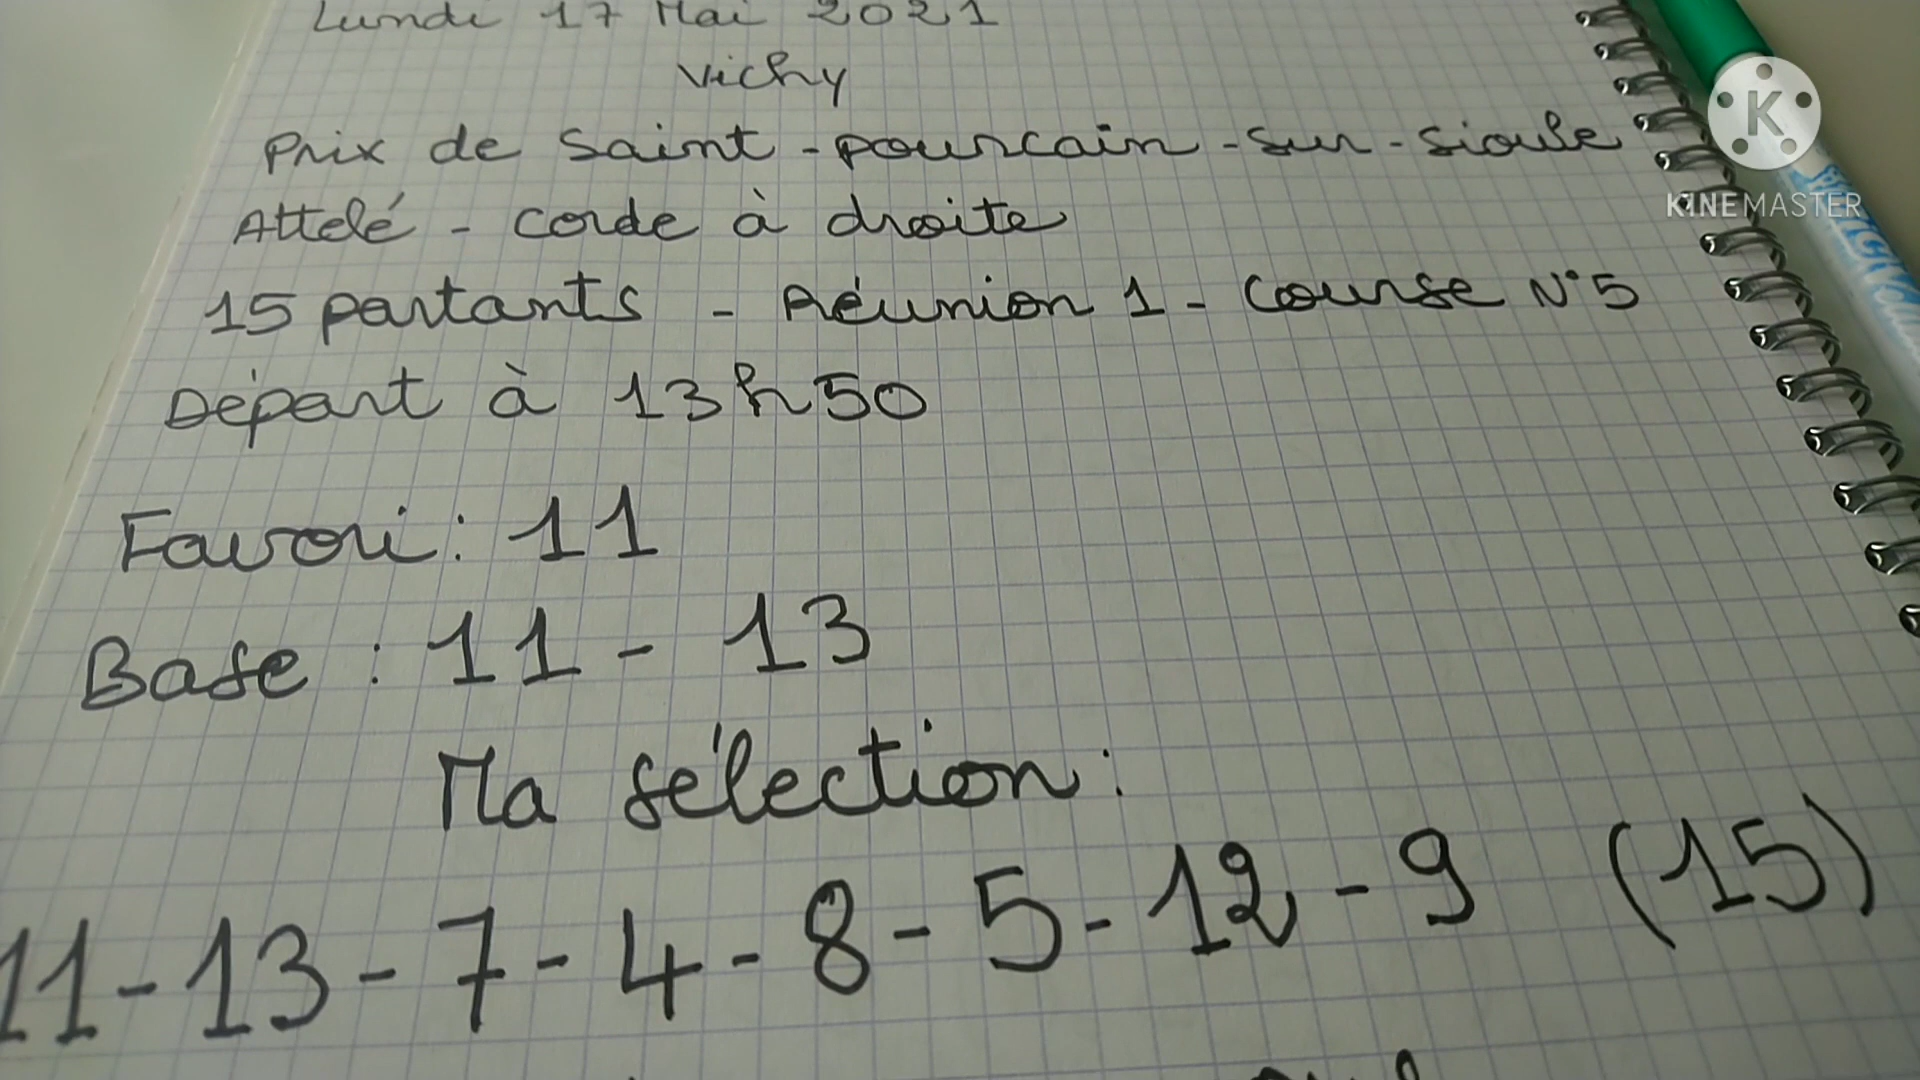 Lundi 17 Mai 2021
Vichy
Prix de Saint-pourcain-sur-sioule
Attelé - corde à droite
15 partants - Réunion 1 - Course N°5
Départ à 13h50
Favori : 11
Base : 11 - 13
Ma sélection :
11-13-7-4-8-5-12-9 (15)
K
KINEMASTER